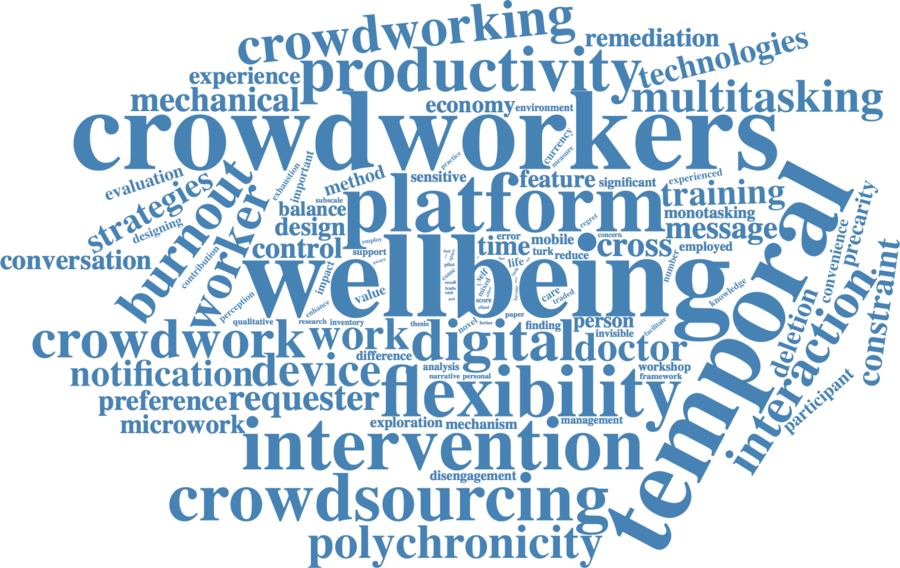 crowdworking
remediation
technologies
experience
productivity
mechanical
economy
environment
multitasking
crowdworkers
currency
measure
practice
exhaustion
important
evaluation
strategies
designing
burnout
worker
method
sensitive
feature
significant
experienced
training
subscale
balance
platform
regret
monotasking
design
message
conversation
contribution
control
employ
support
time
error
mobile
turk
reduce
concern
cross
employed
wellbeing
temporal
precarity
convenience
constraint
impact
value
life
self
mixed
score
care
traded
number
knowledge
perception
enhance
qualitative
research
inventory
thesis
novel
better
paper
finding
person
invisible
facilitate
deletion
interaction
participant
crowdwork
work
digital
doctor
difference
analysis
workshop
framework
narrative
personal
notification
device
flexibility
preference
requester
microwork
exploration
mechanism
management
intervention
disengagement
crowdsourcing
polychronicity